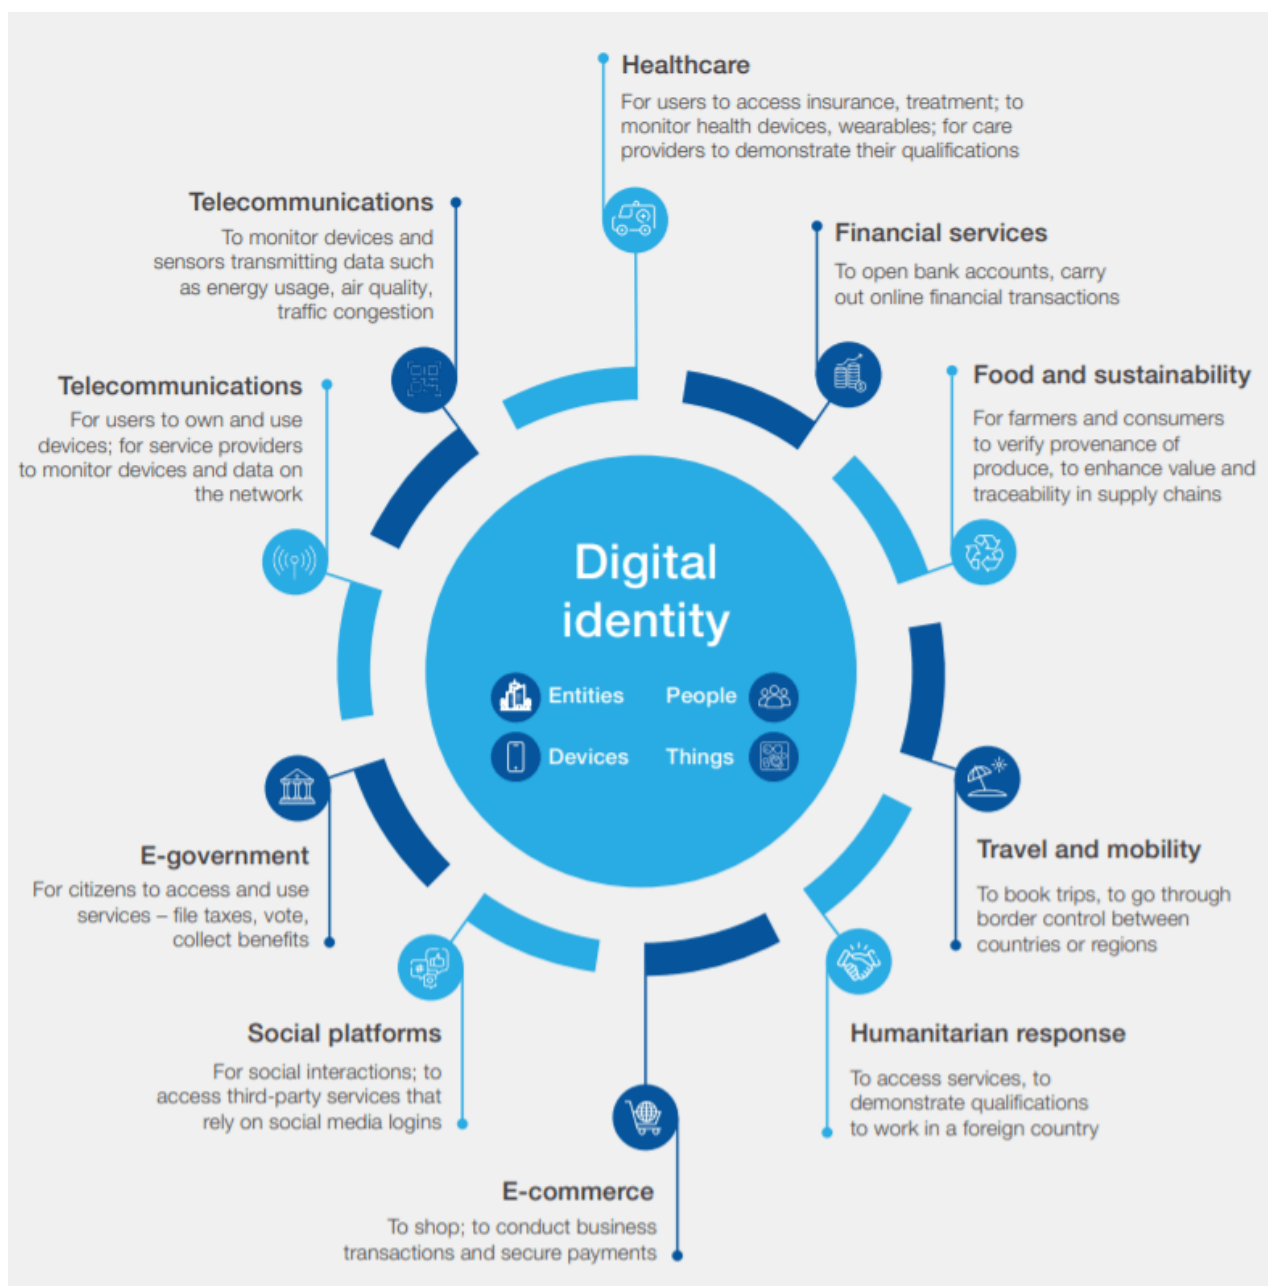 Healthcare
For users to access insurance, treatment; to
monitor health devices, wearables; for care
providers to demonstrate their qualifications
Financial services
To open bank accounts, carry
out online financial transactions
Food and sustainability
For farmers and consumers
to verify provenance of
produce, to enhance value and
traceability in supply chains
Travel and mobility
To book trips, to go through
border control between
countries or regions
Humanitarian response
To access services, to
demonstrate qualifications
to work in a foreign country
E-commerce
To shop; to conduct business
transactions and secure payments
Social platforms
For social interactions; to
access third-party services that
rely on social media logins
E-government
For citizens to access and use
services – file taxes, vote,
collect benefits
Telecommunications
For users to own and use
devices; for service providers
to monitor devices and data on
the network
Telecommunications
To monitor devices and
sensors transmitting data such
as energy usage, air quality,
traffic congestion
Digital
identity
Entities People
Devices Things